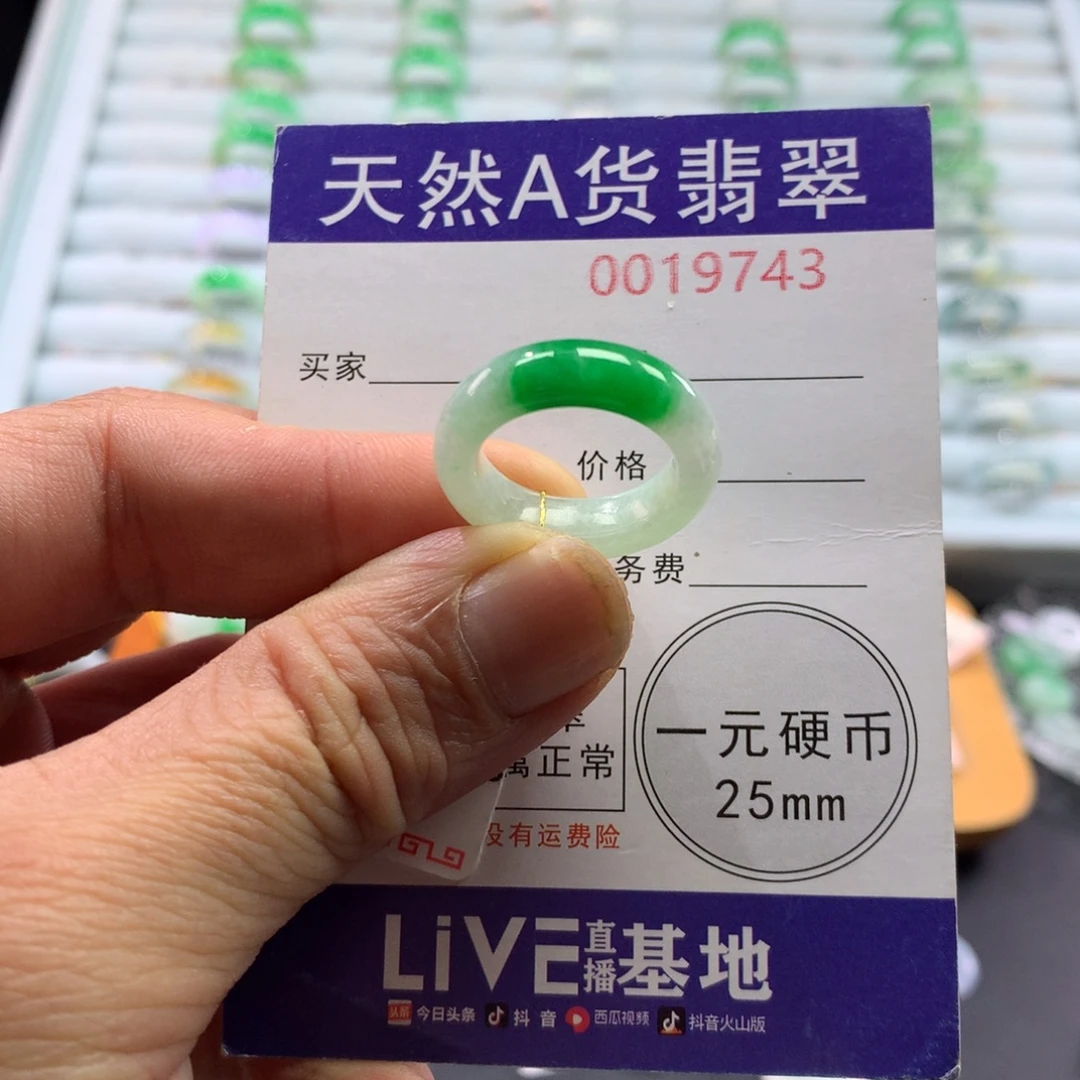 天然A货翡翠
0019743
买家
价格
务费
一元硬币
25mm
属正常
没有运费险
LiVE直播基地
今日头条 抖音 西瓜视频 抖音火山版